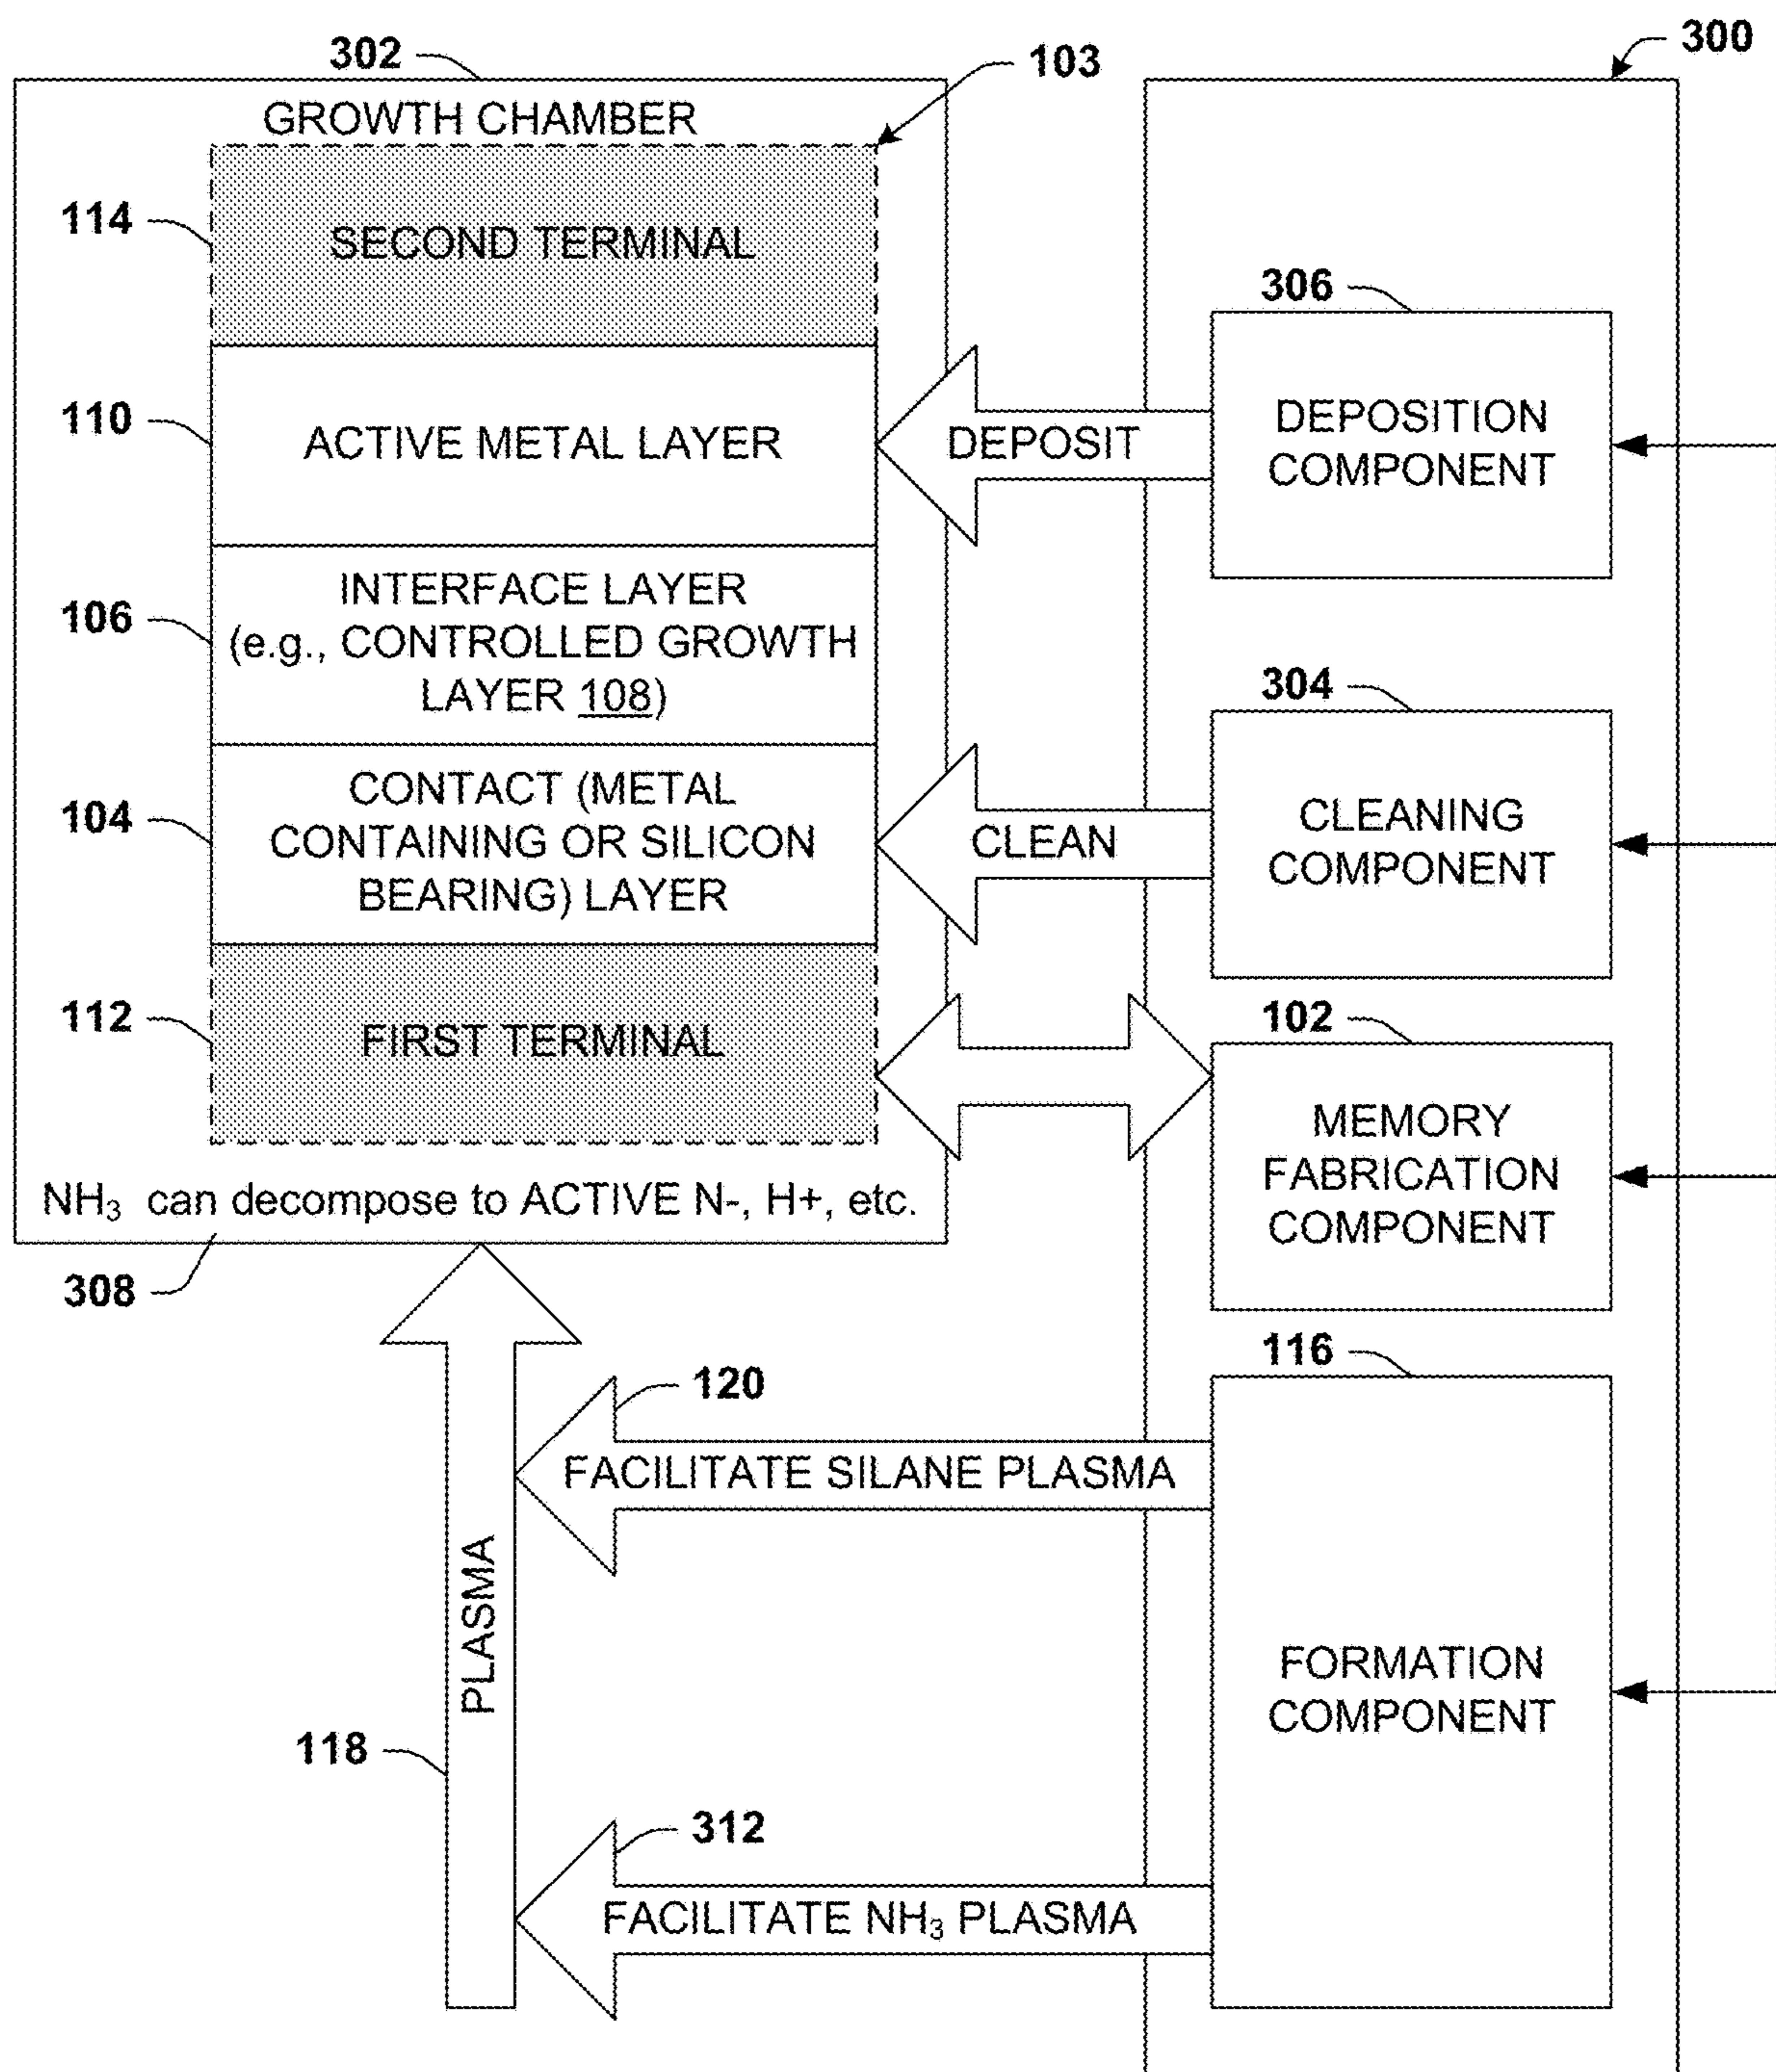 300
302
103
GROWTH CHAMBER
114
SECOND TERMINAL
306
110
ACTIVE METAL LAYER
DEPOSIT
DEPOSITION
COMPONENT
106
INTERFACE LAYER
(e.g., CONTROLLED GROWTH
LAYER 108)
304
104
CONTACT (METAL
CONTAINING OR SILICON
BEARING) LAYER
CLEAN
CLEANING
COMPONENT
112
FIRST TERMINAL
102
MEMORY
FABRICATION
COMPONENT
NH₃ can decompose to ACTIVE N-, H+, etc.
308
116
120
FACILITATE SILANE PLASMA
PLASMA
FORMATION
COMPONENT
118
312
FACILITATE NH₃ PLASMA